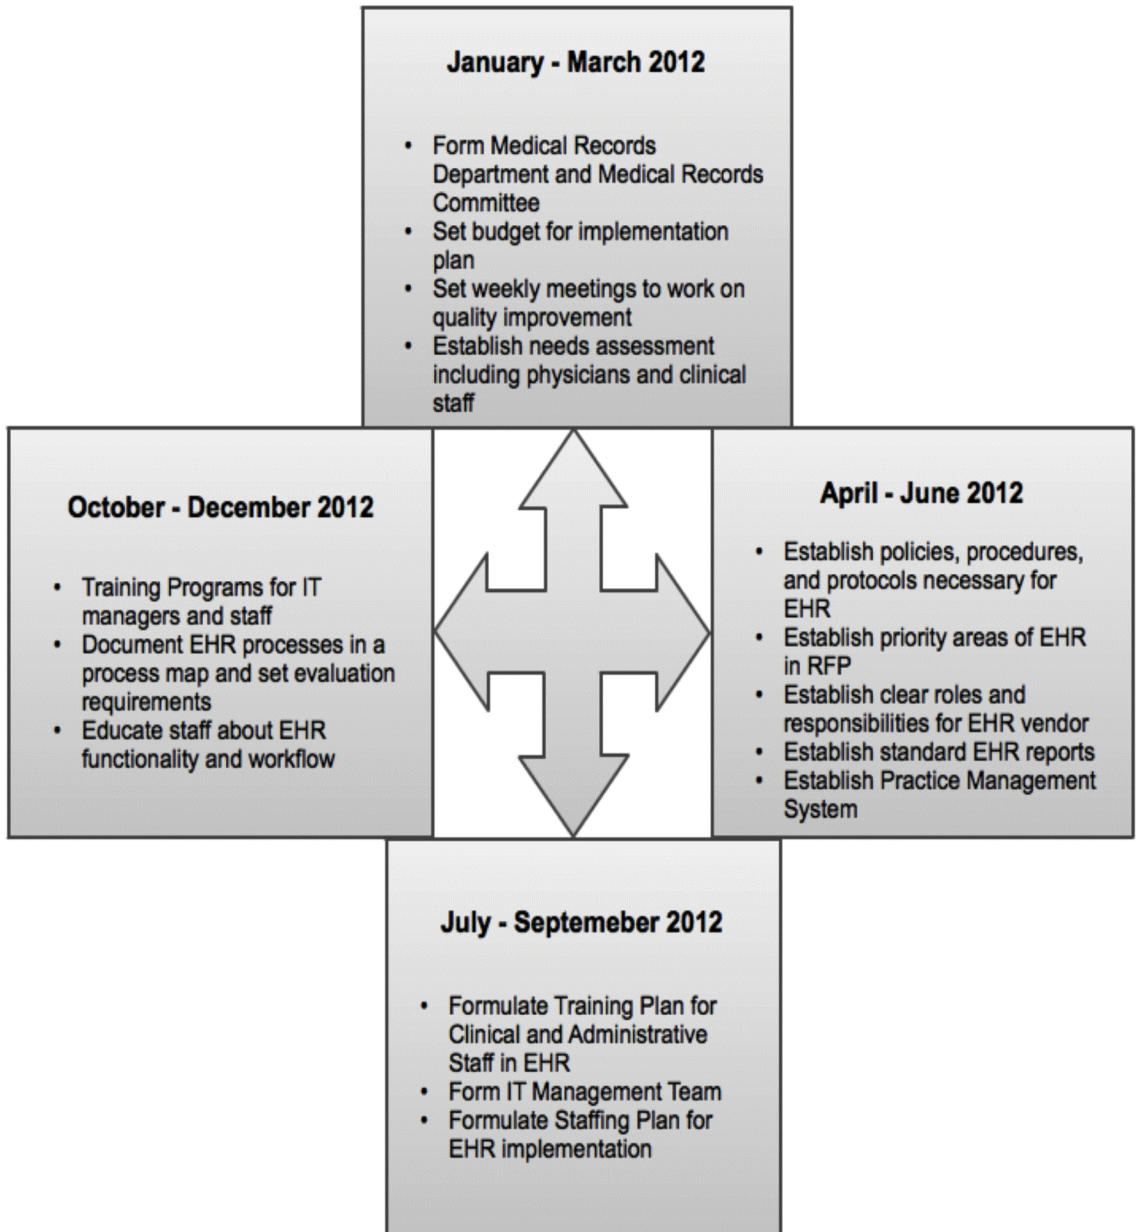 January - March 2012
• Form Medical Records
Department and Medical Records
Committee
• Set budget for implementation
plan
• Set weekly meetings to work on
quality improvement
• Establish needs assessment
including physicians and clinical
staff
October - December 2012
• Training Programs for IT
managers and staff
• Document EHR processes in a
process map and set evaluation
requirements
• Educate staff about EHR
functionality and workflow
April - June 2012
• Establish policies, procedures,
and protocols necessary for
EHR
• Establish priority areas of EHR
in RFP
• Establish clear roles and
responsibilities for EHR vendor
• Establish standard EHR reports
• Establish Practice Management
System
July - Septemeber 2012
• Formulate Training Plan for
Clinical and Administrative
Staff in EHR
• Form IT Management Team
• Formulate Staffing Plan for
EHR implementation